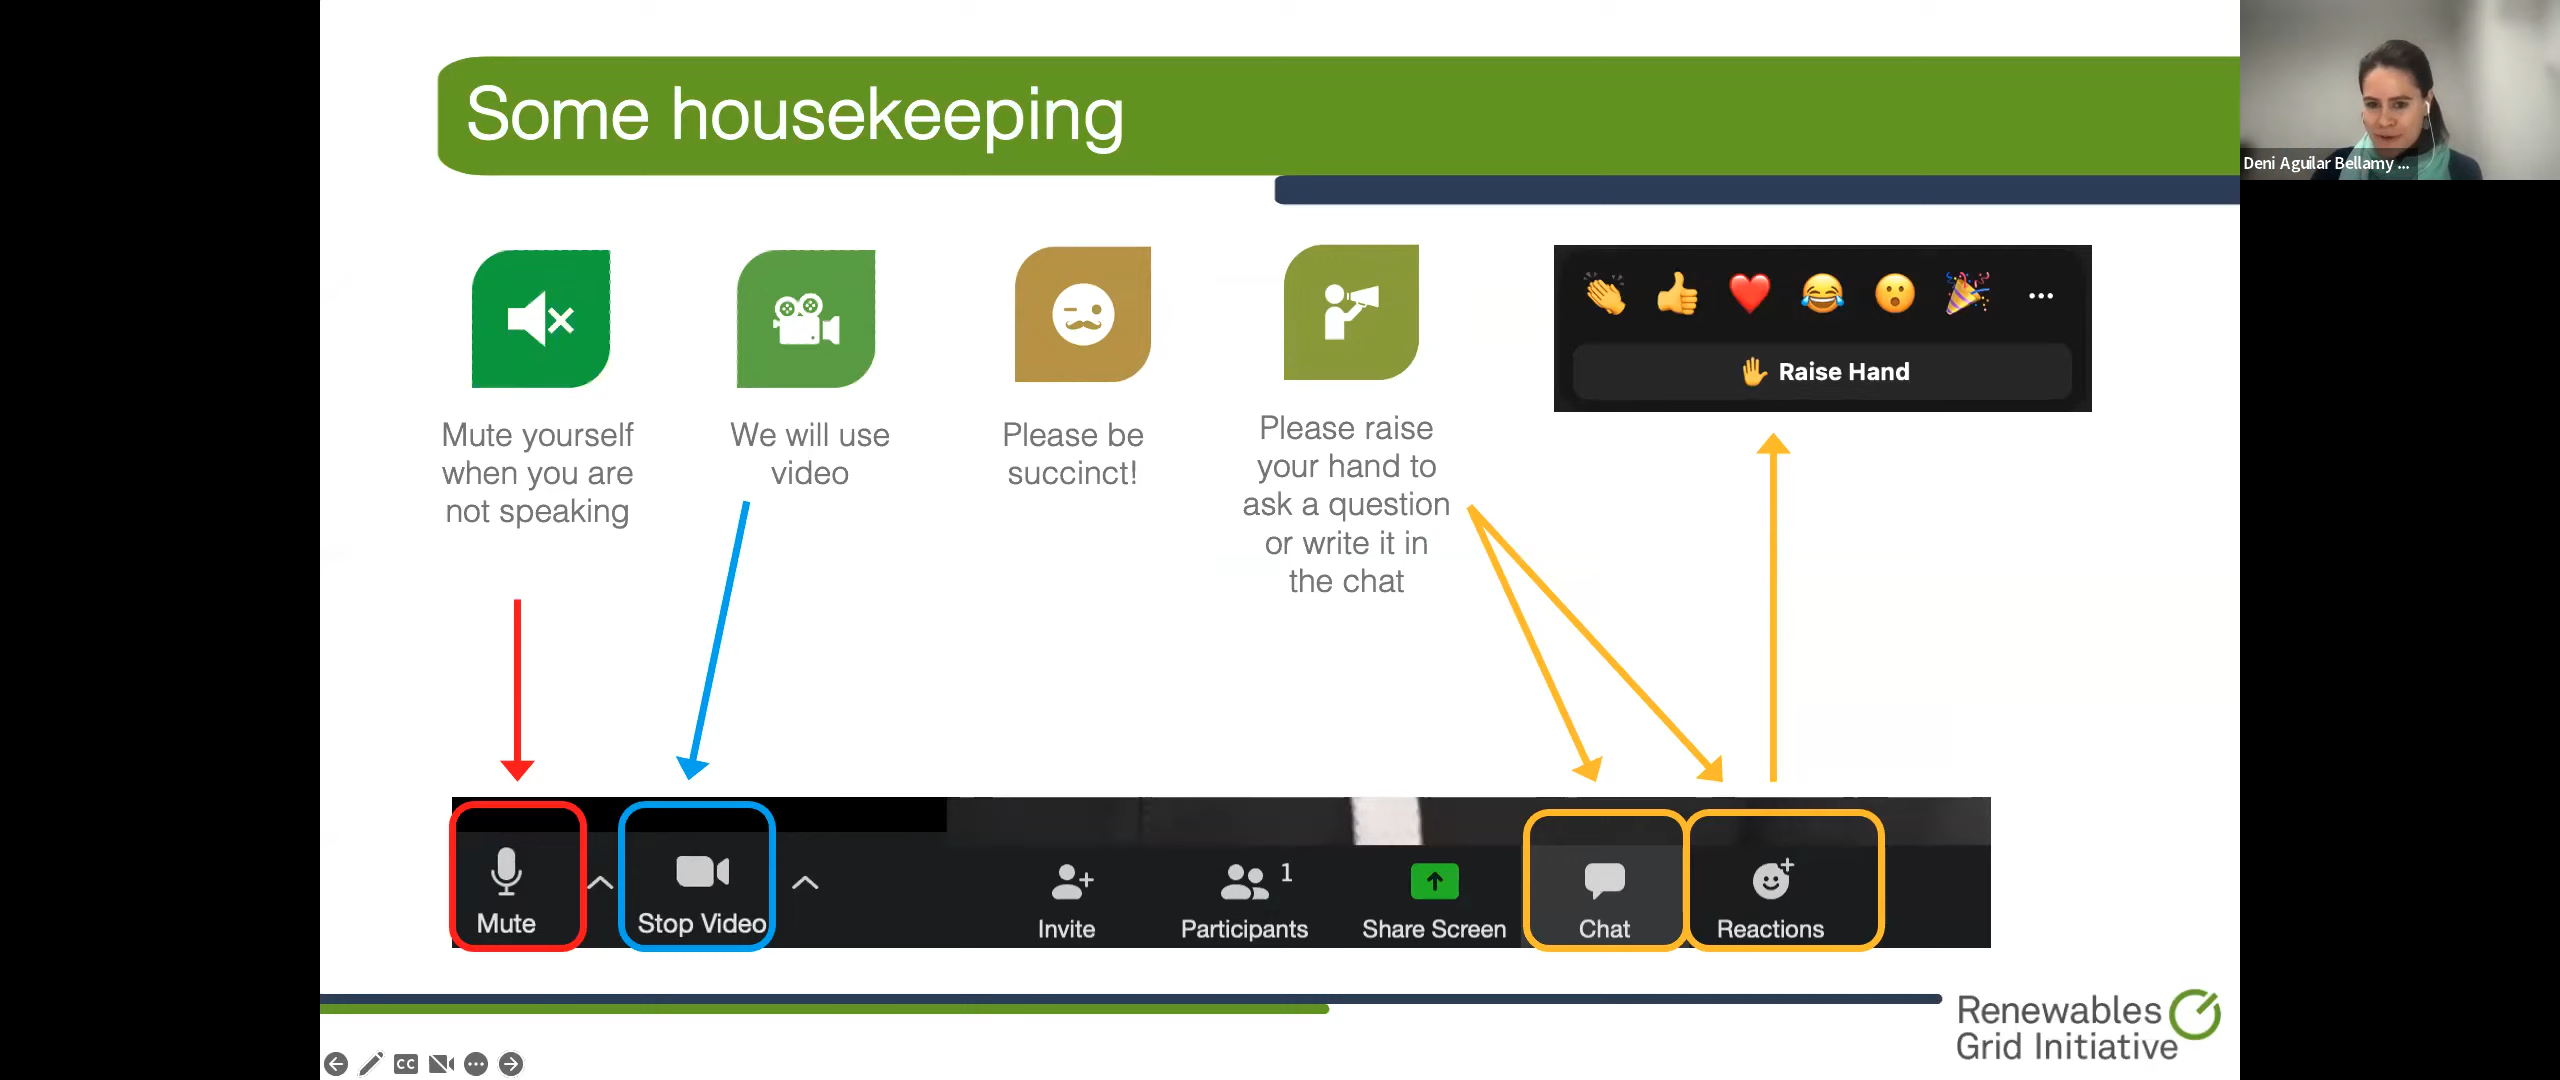 Some housekeeping
Deni Aguilar Bellamy ...
Mute yourself
when you are
not speaking
We will use
video
Please be
succinct!
Please raise
your hand to
ask a question
or write it in
the chat
Raise Hand
Mute
Stop Video
Invite
1
Participants
Share Screen
Chat
Reactions
Renewables
Grid Initiative
CC